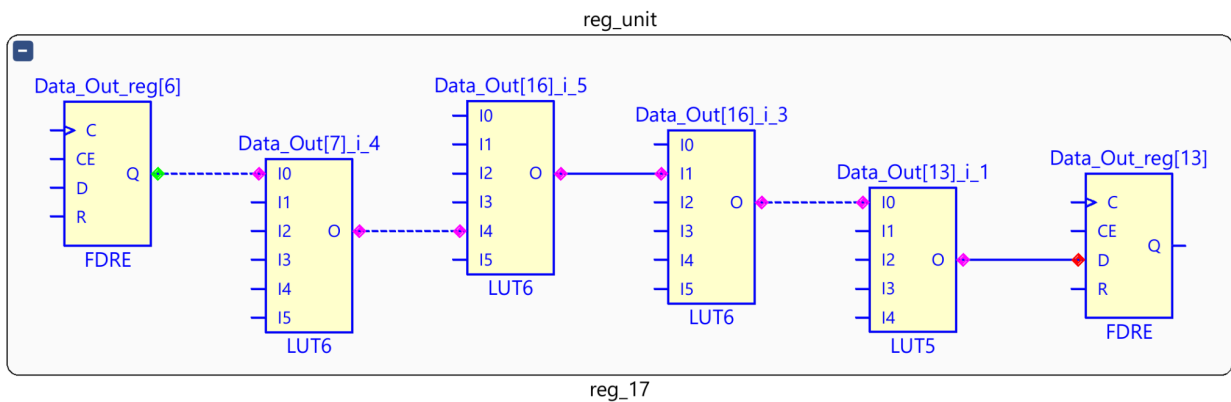 reg_unit
Data_Out_reg[6]
C
CE
D
R
Q
FDRE
Data_Out[7]_i_4
I0
I1
I2
I3
I4
I5
O
LUT6
Data_Out[16]_i_5
I0
I1
I2
I3
I4
I5
O
LUT6
Data_Out[16]_i_3
I0
I1
I2
I3
I4
I5
O
LUT6
Data_Out[13]_i_1
I0
I1
I2
I3
I4
O
LUT5
Data_Out_reg[13]
C
CE
D
R
Q
FDRE
reg_17